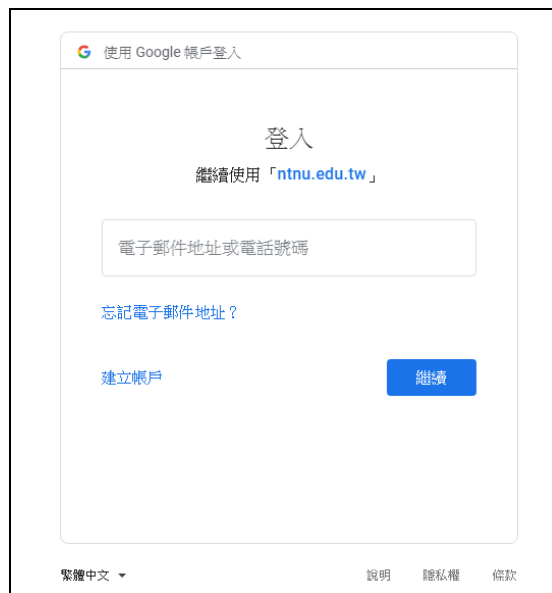 使用 Google 帳戶登入
登入
繼續使用「ntnu.edu.tw」
電子郵件地址或電話號碼
忘記電子郵件地址？
建立帳戶 繼續
繁體中文 說明 隱私權 條款